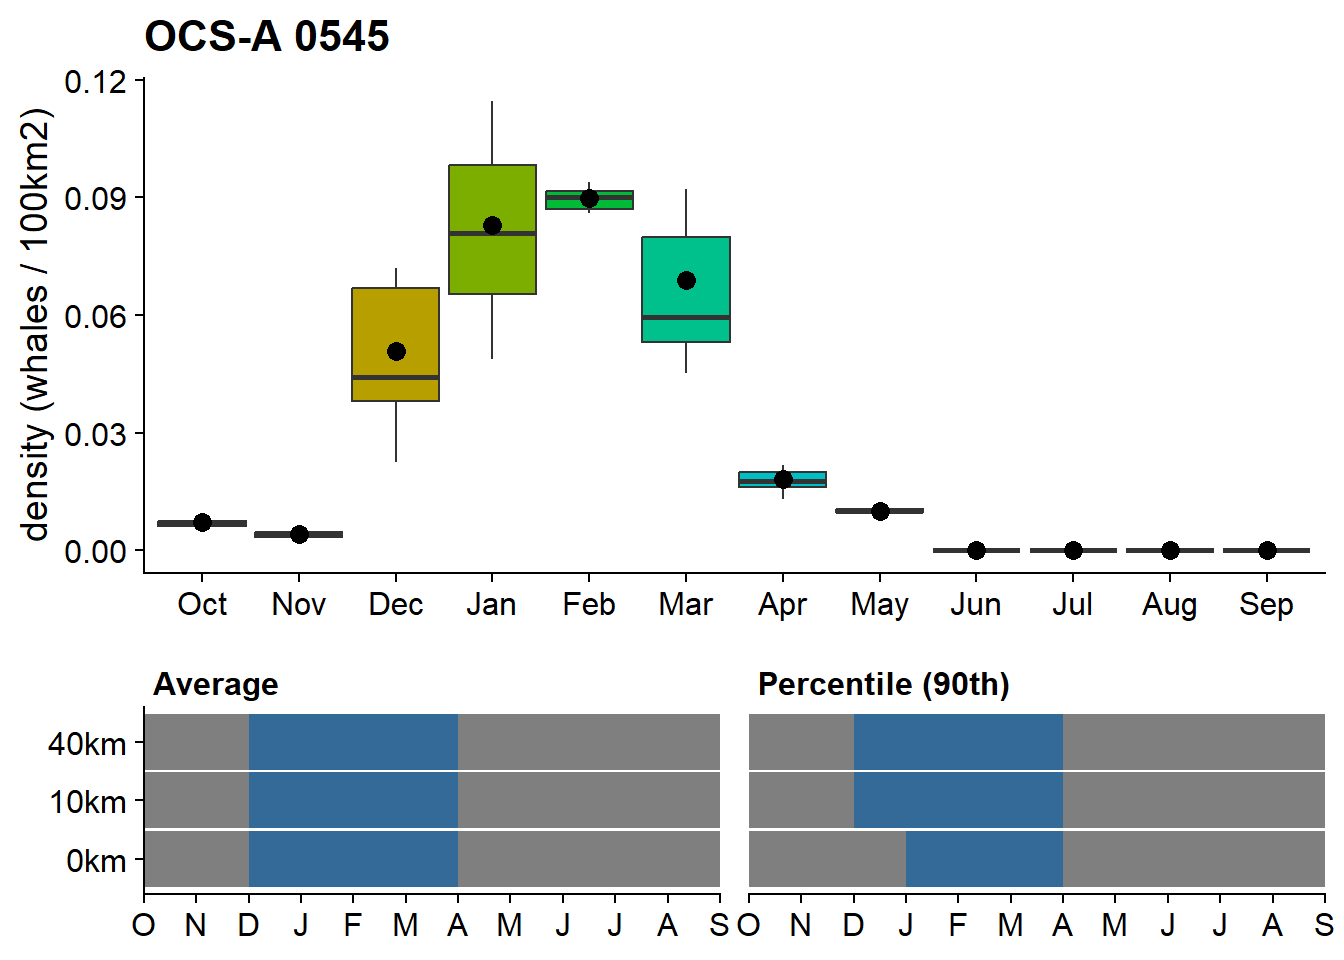 OCS-A 0545
density (whales / 100km2)
0.12
0.09
0.06
0.03
0.00
Oct Nov Dec Jan Feb Mar Apr May Jun Jul Aug Sep
Average Percentile (90th)
40km
10km
0km
O N D J F M A M J J A S O N D J F M A M J J A S